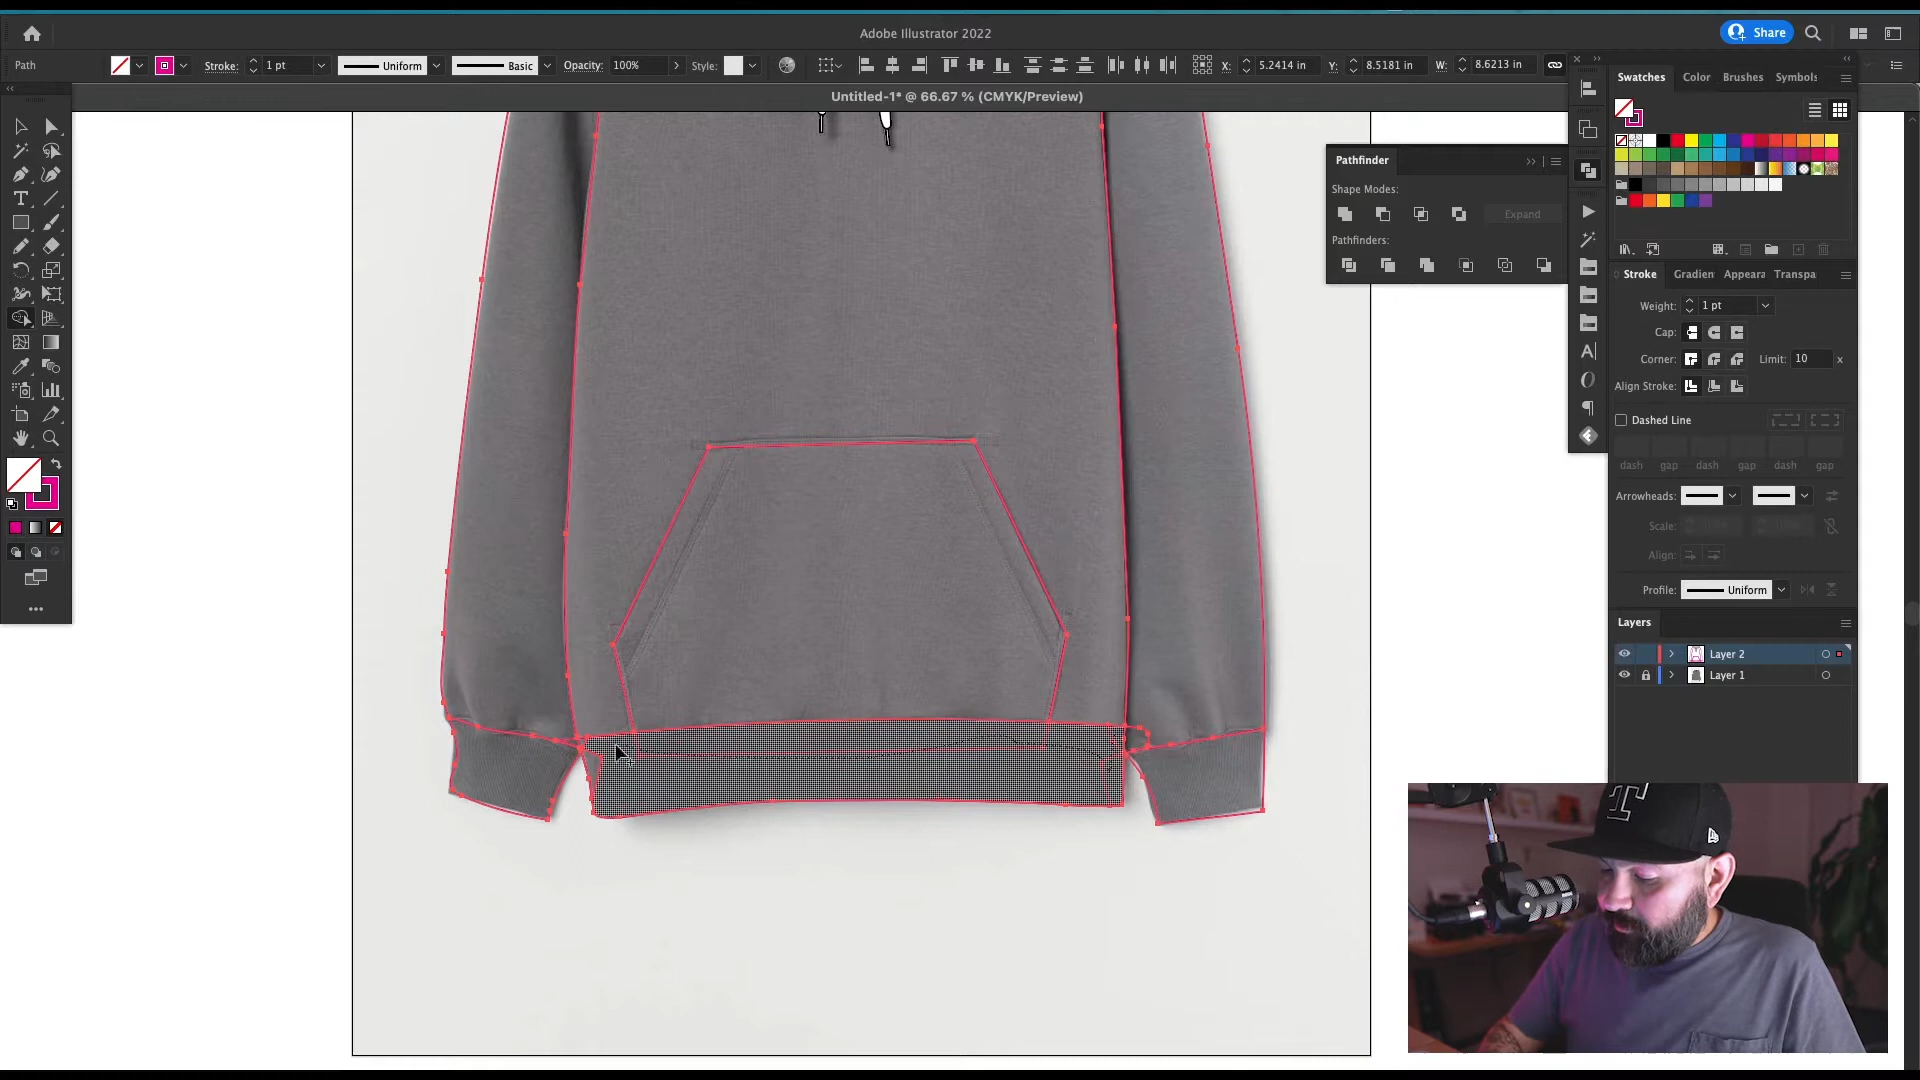 Adobe Illustrator 2022
Share
Path
Stroke:
1 pt
Uniform
Basic
Opacity:
100%
Style:
X:
5.2414 in
Y:
8.5181 in
W:
8.6213 in
Untitled-1* @ 66.67 % (CMYK/Preview)
Swatches
Color
Brushes
Symbols
Pathfinder
Shape Modes:
Expand
Pathfinders:
Stroke
Gradien
Appeara
Transpa
Weight:
1 pt
Cap:
Corner:
Limit:
10
x
Align Stroke:
Dashed Line
dash
gap
dash
gap
dash
gap
Arrowheads:
Scale:
Align:
Profile:
Uniform
Layers
Layer 2
Layer 1